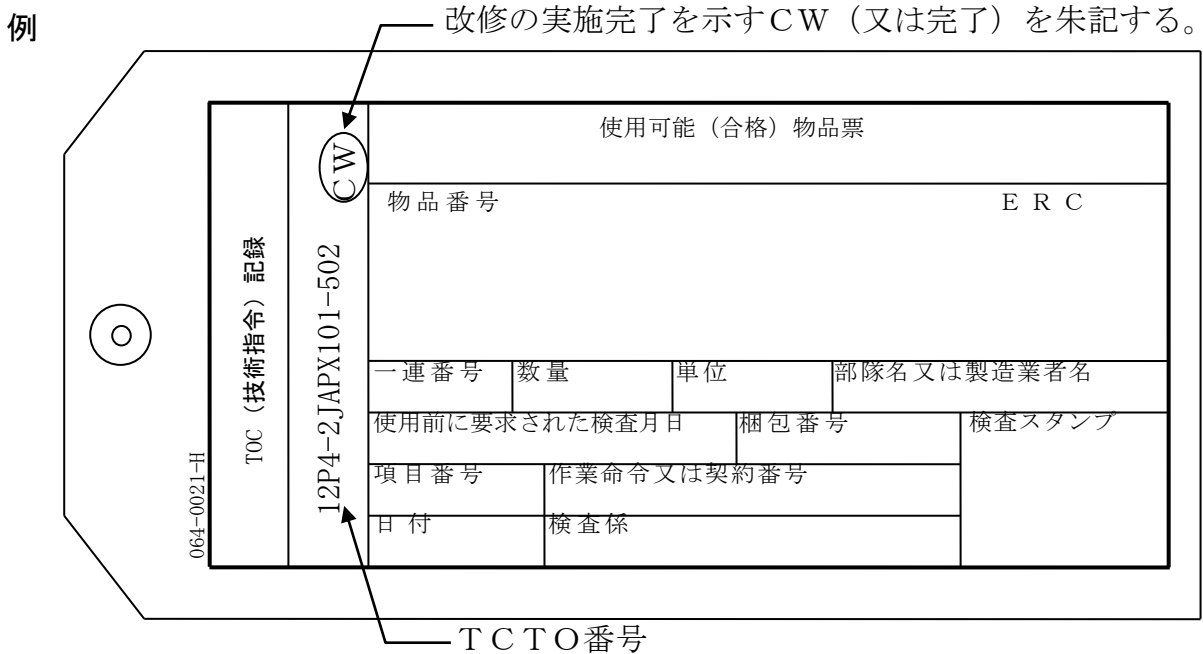 例
改修の実施完了を示すCW（又は完了）を朱記する。
使用可能（合格）物品票
CW
物品番号 ERC
TOC（技術指令）記録
12P4-2JAPX101-502
一連番号 数量 単位 部隊名又は製造業者名
使用前に要求された検査月日 梱包番号 検査スタンプ
項目番号 作業命令又は契約番号
日付 検査係
064-0021-H
TCTO番号